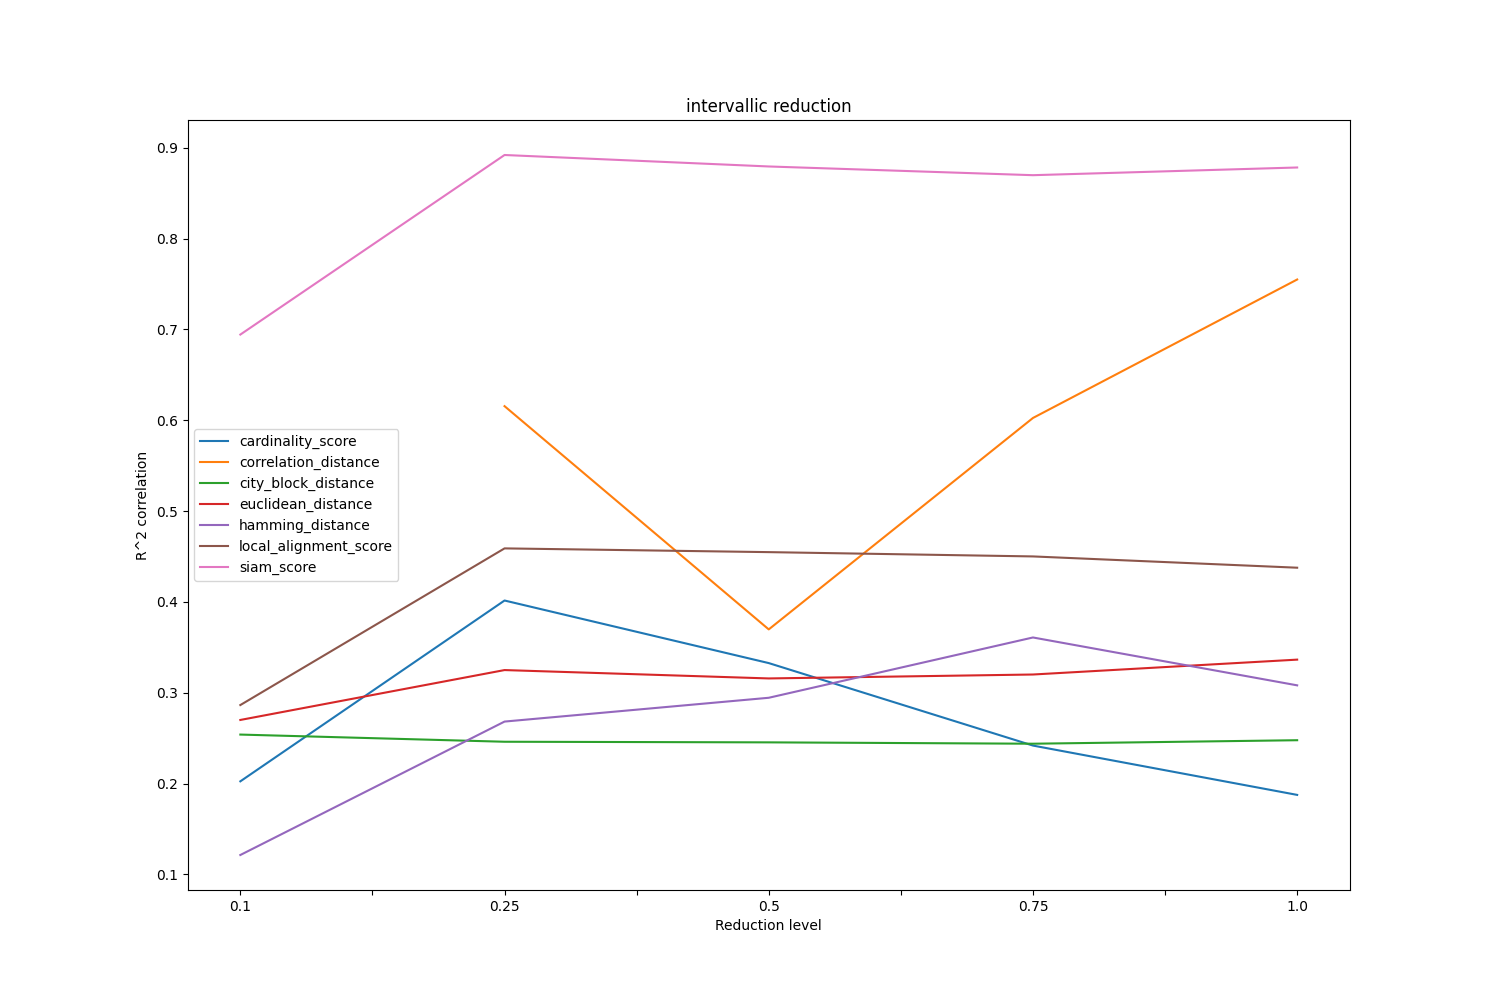 intervallic reduction
0.9
0.8
0.7
0.6
0.5
0.4
0.3
0.2
0.1
R^2 correlation
cardinality_score
correlation_distance
city_block_distance
euclidean_distance
hamming_distance
local_alignment_score
siam_score
0.1 0.25 0.5 0.75 1.0
Reduction level